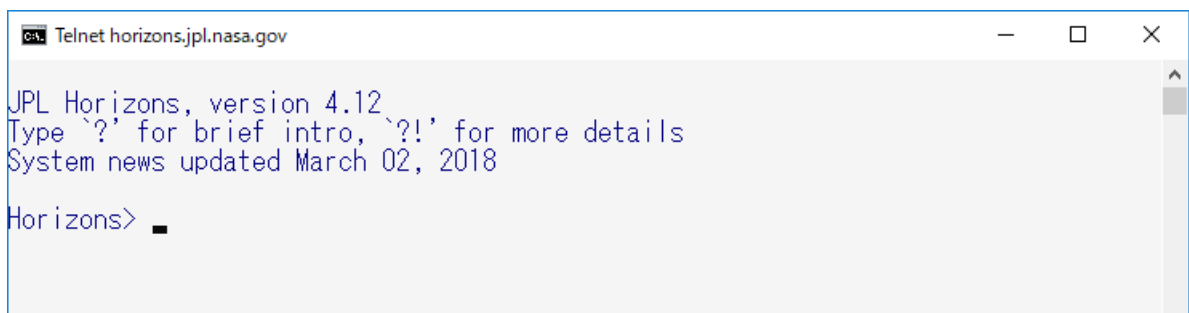 Telnet horizons.jpl.nasa.gov
JPL Horizons, version 4.12
Type `?' for brief intro, `?!' for more details
System news updated March 02, 2018
Horizons>